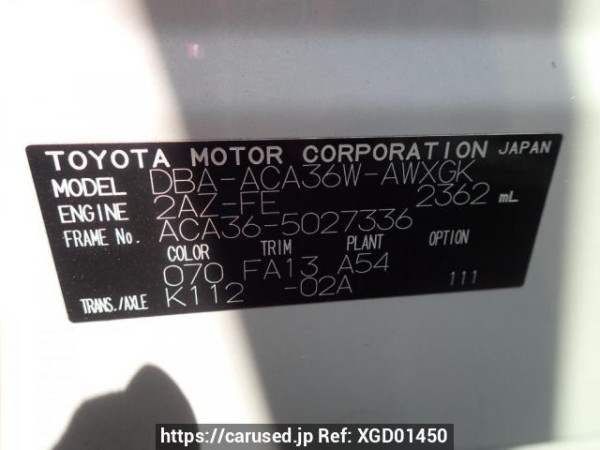 TOYOTA MOTOR CORPORATION JAPAN
MODEL DBA-ACA36W-AWXGK
ENGINE 2AZ-FE 2362 mL
FRAME No. ACA36-5027336
COLOR TRIM PLANT OPTION
070 FA13 A54
TRANS./AXLE K112 -02A 111
https://carused.jp Ref: XGD01450